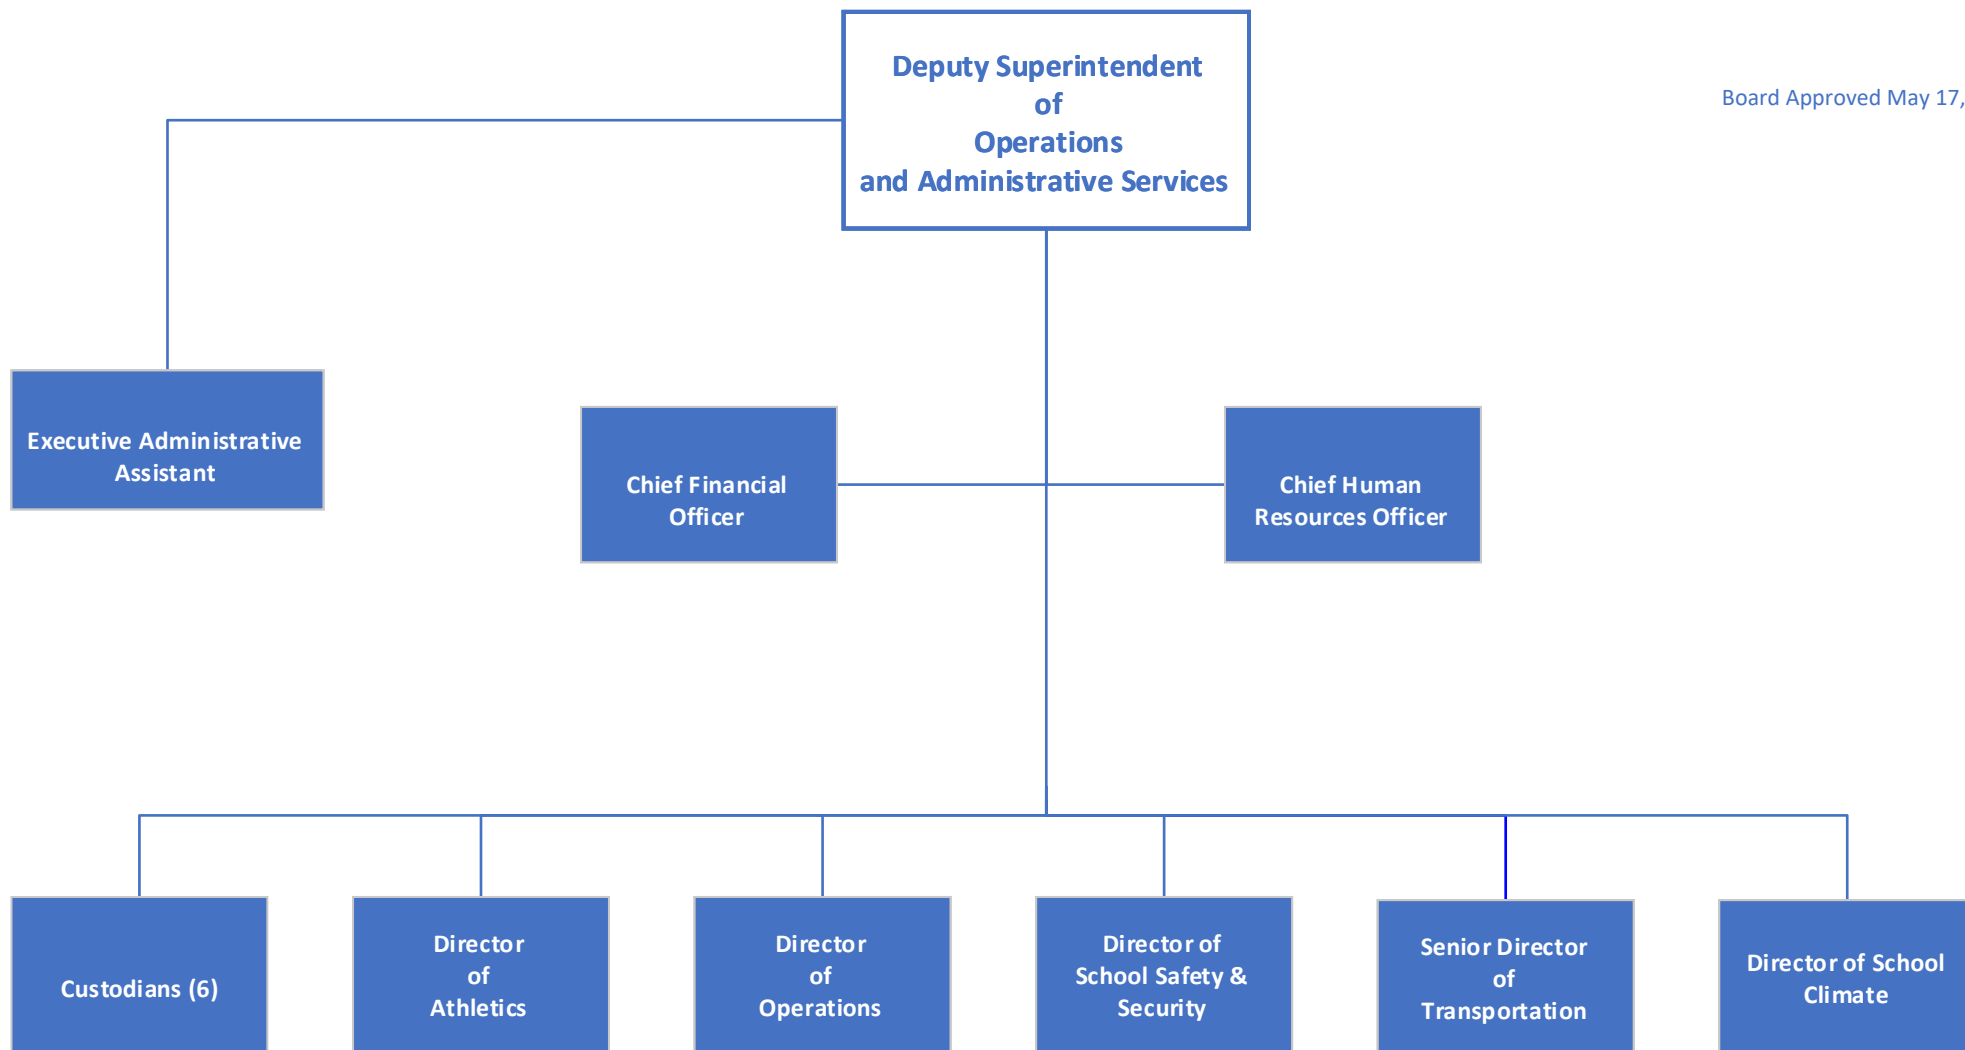 Deputy Superintendent
of
Operations
and Administrative Services
Board Approved May 17,
Executive Administrative
Assistant
Chief Financial
Officer
Chief Human
Resources Officer
Custodians (6)
Director
of
Athletics
Director
of
Operations
Director of
School Safety &
Security
Senior Director
of
Transportation
Director of School
Climate